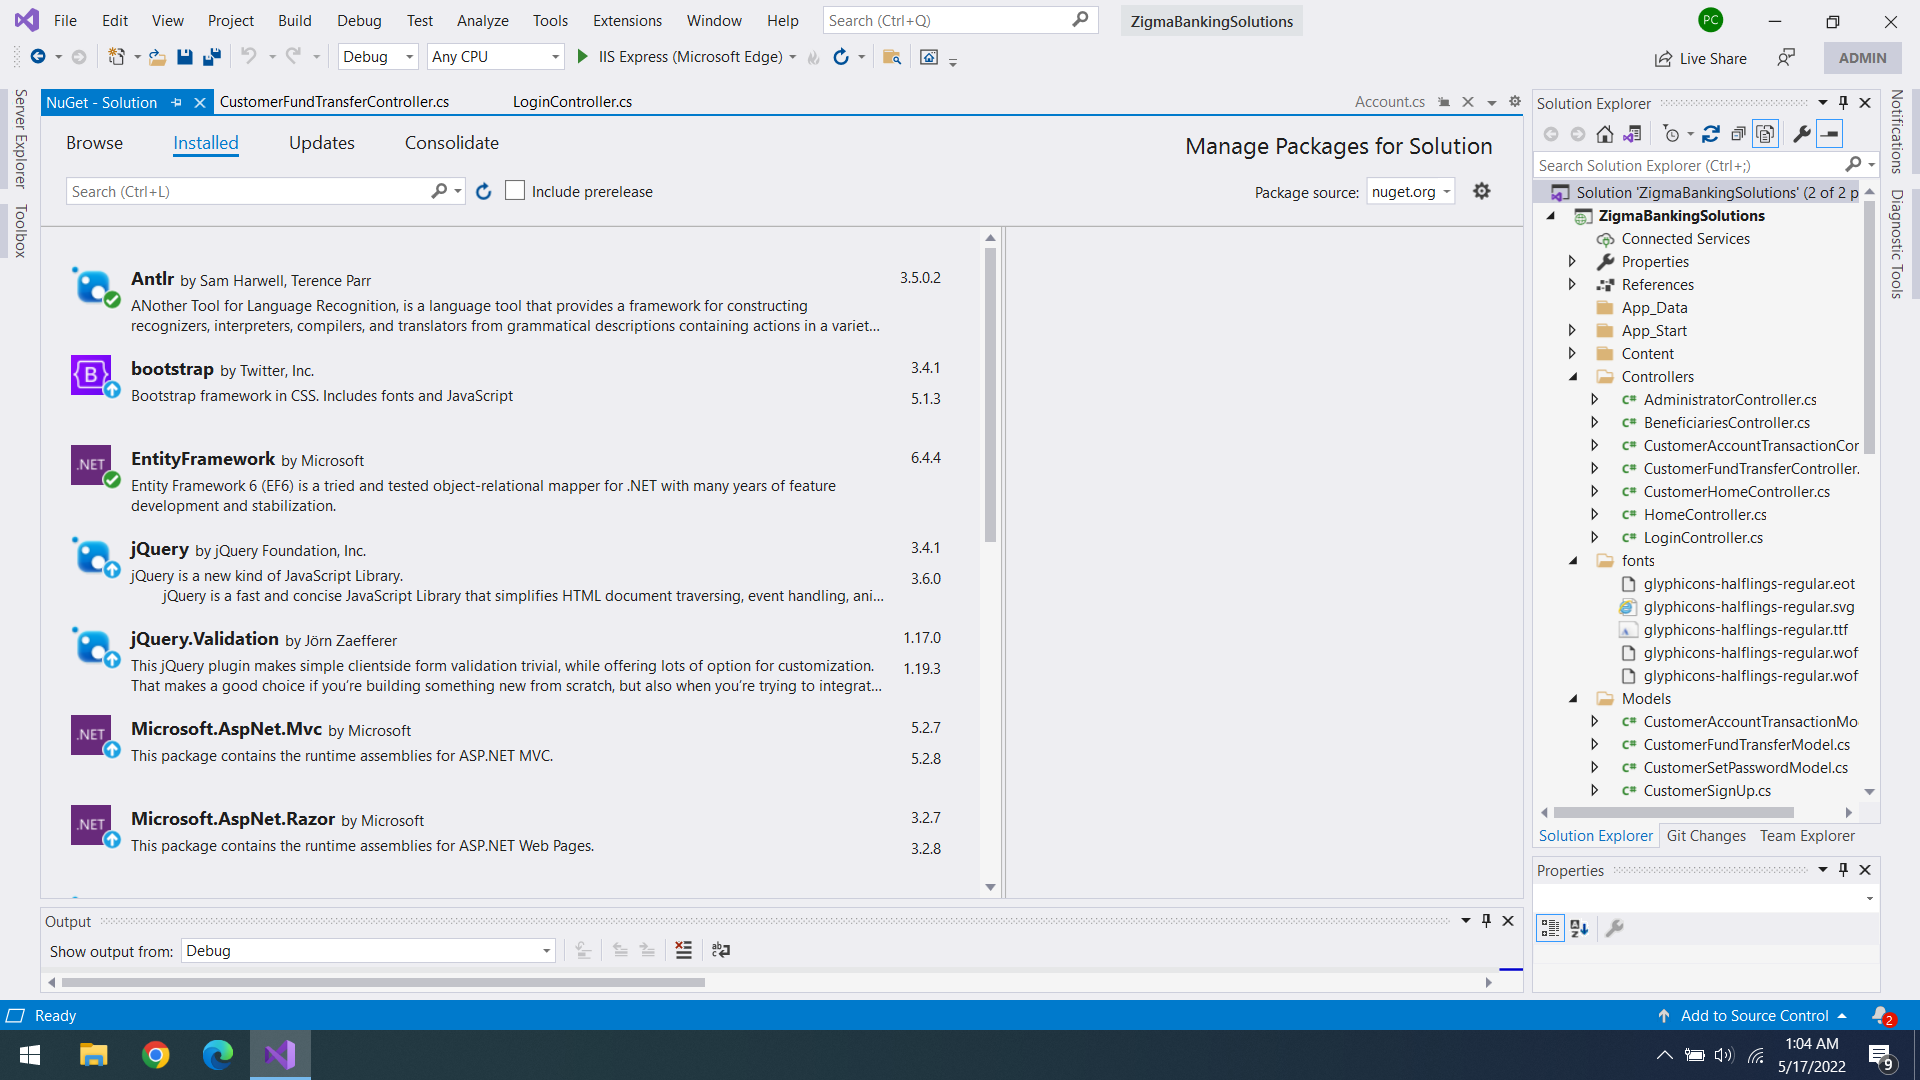 File Edit View Project Build Debug Test Analyze Tools Extensions Window Help Search (Ctrl+Q) ZigmaBankingSolutions PC
Debug Any CPU IIS Express (Microsoft Edge) Live Share ADMIN
Server Explorer
Toolbox
NuGet - Solution CustomerFundTransferController.cs LoginController.cs Account.cs
Browse Installed Updates Consolidate Manage Packages for Solution
Search (Ctrl+L) Include prerelease Package source: nuget.org
Antlr by Sam Harwell, Terence Parr 3.5.0.2
ANother Tool for Language Recognition, is a language tool that provides a framework for constructing
recognizers, interpreters, compilers, and translators from grammatical descriptions containing actions in a variet...
bootstrap by Twitter, Inc. 3.4.1
Bootstrap framework in CSS. Includes fonts and JavaScript 5.1.3
.NET EntityFramework by Microsoft 6.4.4
Entity Framework 6 (EF6) is a tried and tested object-relational mapper for .NET with many years of feature
development and stabilization.
jQuery by jQuery Foundation, Inc. 3.4.1
jQuery is a new kind of JavaScript Library. 3.6.0
jQuery is a fast and concise JavaScript Library that simplifies HTML document traversing, event handling, ani...
jQuery.Validation by Jörn Zaefferer 1.17.0
This jQuery plugin makes simple clientside form validation trivial, while offering lots of option for customization. 1.19.3
That makes a good choice if you're building something new from scratch, but also when you're trying to integrat...
.NET Microsoft.AspNet.Mvc by Microsoft 5.2.7
This package contains the runtime assemblies for ASP.NET MVC. 5.2.8
.NET Microsoft.AspNet.Razor by Microsoft 3.2.7
This package contains the runtime assemblies for ASP.NET Web Pages. 3.2.8
Output
Show output from: Debug
Solution Explorer
Search Solution Explorer (Ctrl+;)
Solution 'ZigmaBankingSolutions' (2 of 2 p
ZigmaBankingSolutions
Connected Services
Properties
References
App_Data
App_Start
Content
Controllers
C# AdministratorController.cs
C# BeneficiariesController.cs
C# CustomerAccountTransactionCor
C# CustomerFundTransferController.
C# CustomerHomeController.cs
C# HomeController.cs
C# LoginController.cs
fonts
glyphicons-halflings-regular.eot
glyphicons-halflings-regular.svg
glyphicons-halflings-regular.ttf
glyphicons-halflings-regular.wof
glyphicons-halflings-regular.wof
Models
C# CustomerAccountTransactionMo
C# CustomerFundTransferModel.cs
C# CustomerSetPasswordModel.cs
C# CustomerSignUp.cs
Solution Explorer Git Changes Team Explorer
Properties
Notifications
Diagnostic Tools
Ready Add to Source Control 2
1:04 AM
5/17/2022
9